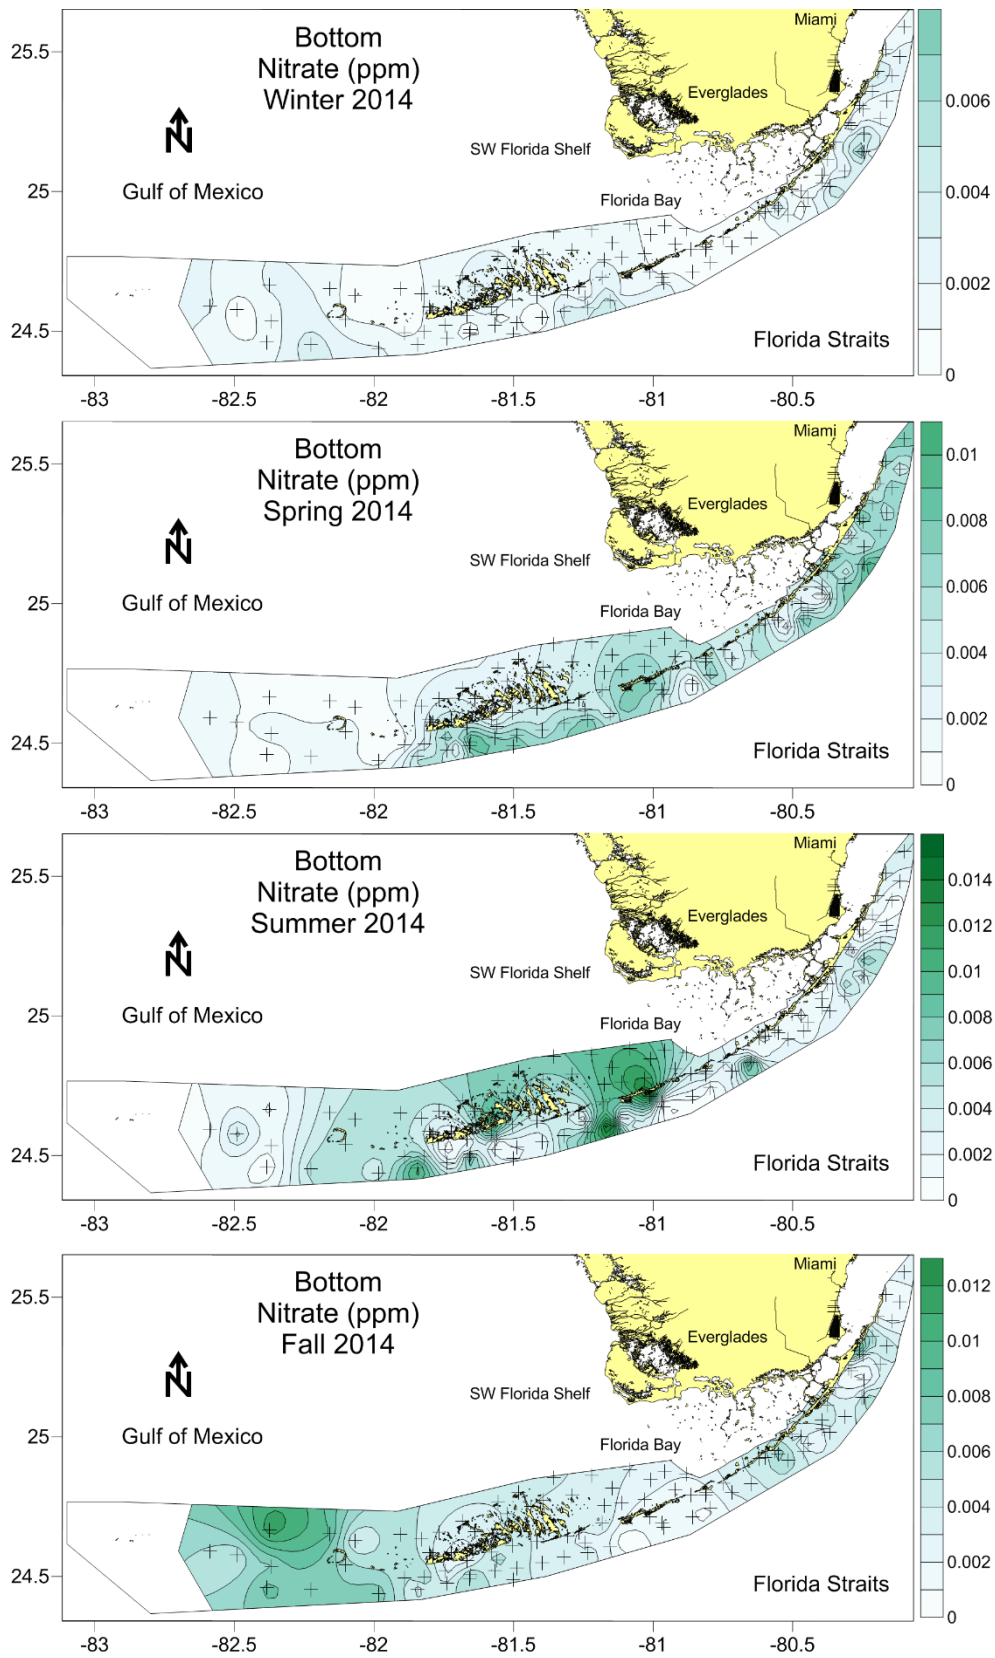 Bottom
Nitrate (ppm)
Winter 2014
Miami
Everglades
SW Florida Shelf
Florida Bay
Gulf of Mexico
Florida Straits
N
25.5
25
24.5
-83 -82.5 -82 -81.5 -81 -80.5
0.006
0.004
0.002
0
Bottom
Nitrate (ppm)
Spring 2014
Miami
Everglades
SW Florida Shelf
Florida Bay
Gulf of Mexico
Florida Straits
N
25.5
25
24.5
-83 -82.5 -82 -81.5 -81 -80.5
0.01
0.008
0.006
0.004
0.002
0
Bottom
Nitrate (ppm)
Summer 2014
Miami
Everglades
SW Florida Shelf
Florida Bay
Gulf of Mexico
Florida Straits
N
25.5
25
24.5
-83 -82.5 -82 -81.5 -81 -80.5
0.014
0.012
0.01
0.008
0.006
0.004
0.002
0
Bottom
Nitrate (ppm)
Fall 2014
Miami
Everglades
SW Florida Shelf
Florida Bay
Gulf of Mexico
Florida Straits
N
25.5
25
24.5
-83 -82.5 -82 -81.5 -81 -80.5
0.012
0.01
0.008
0.006
0.004
0.002
0